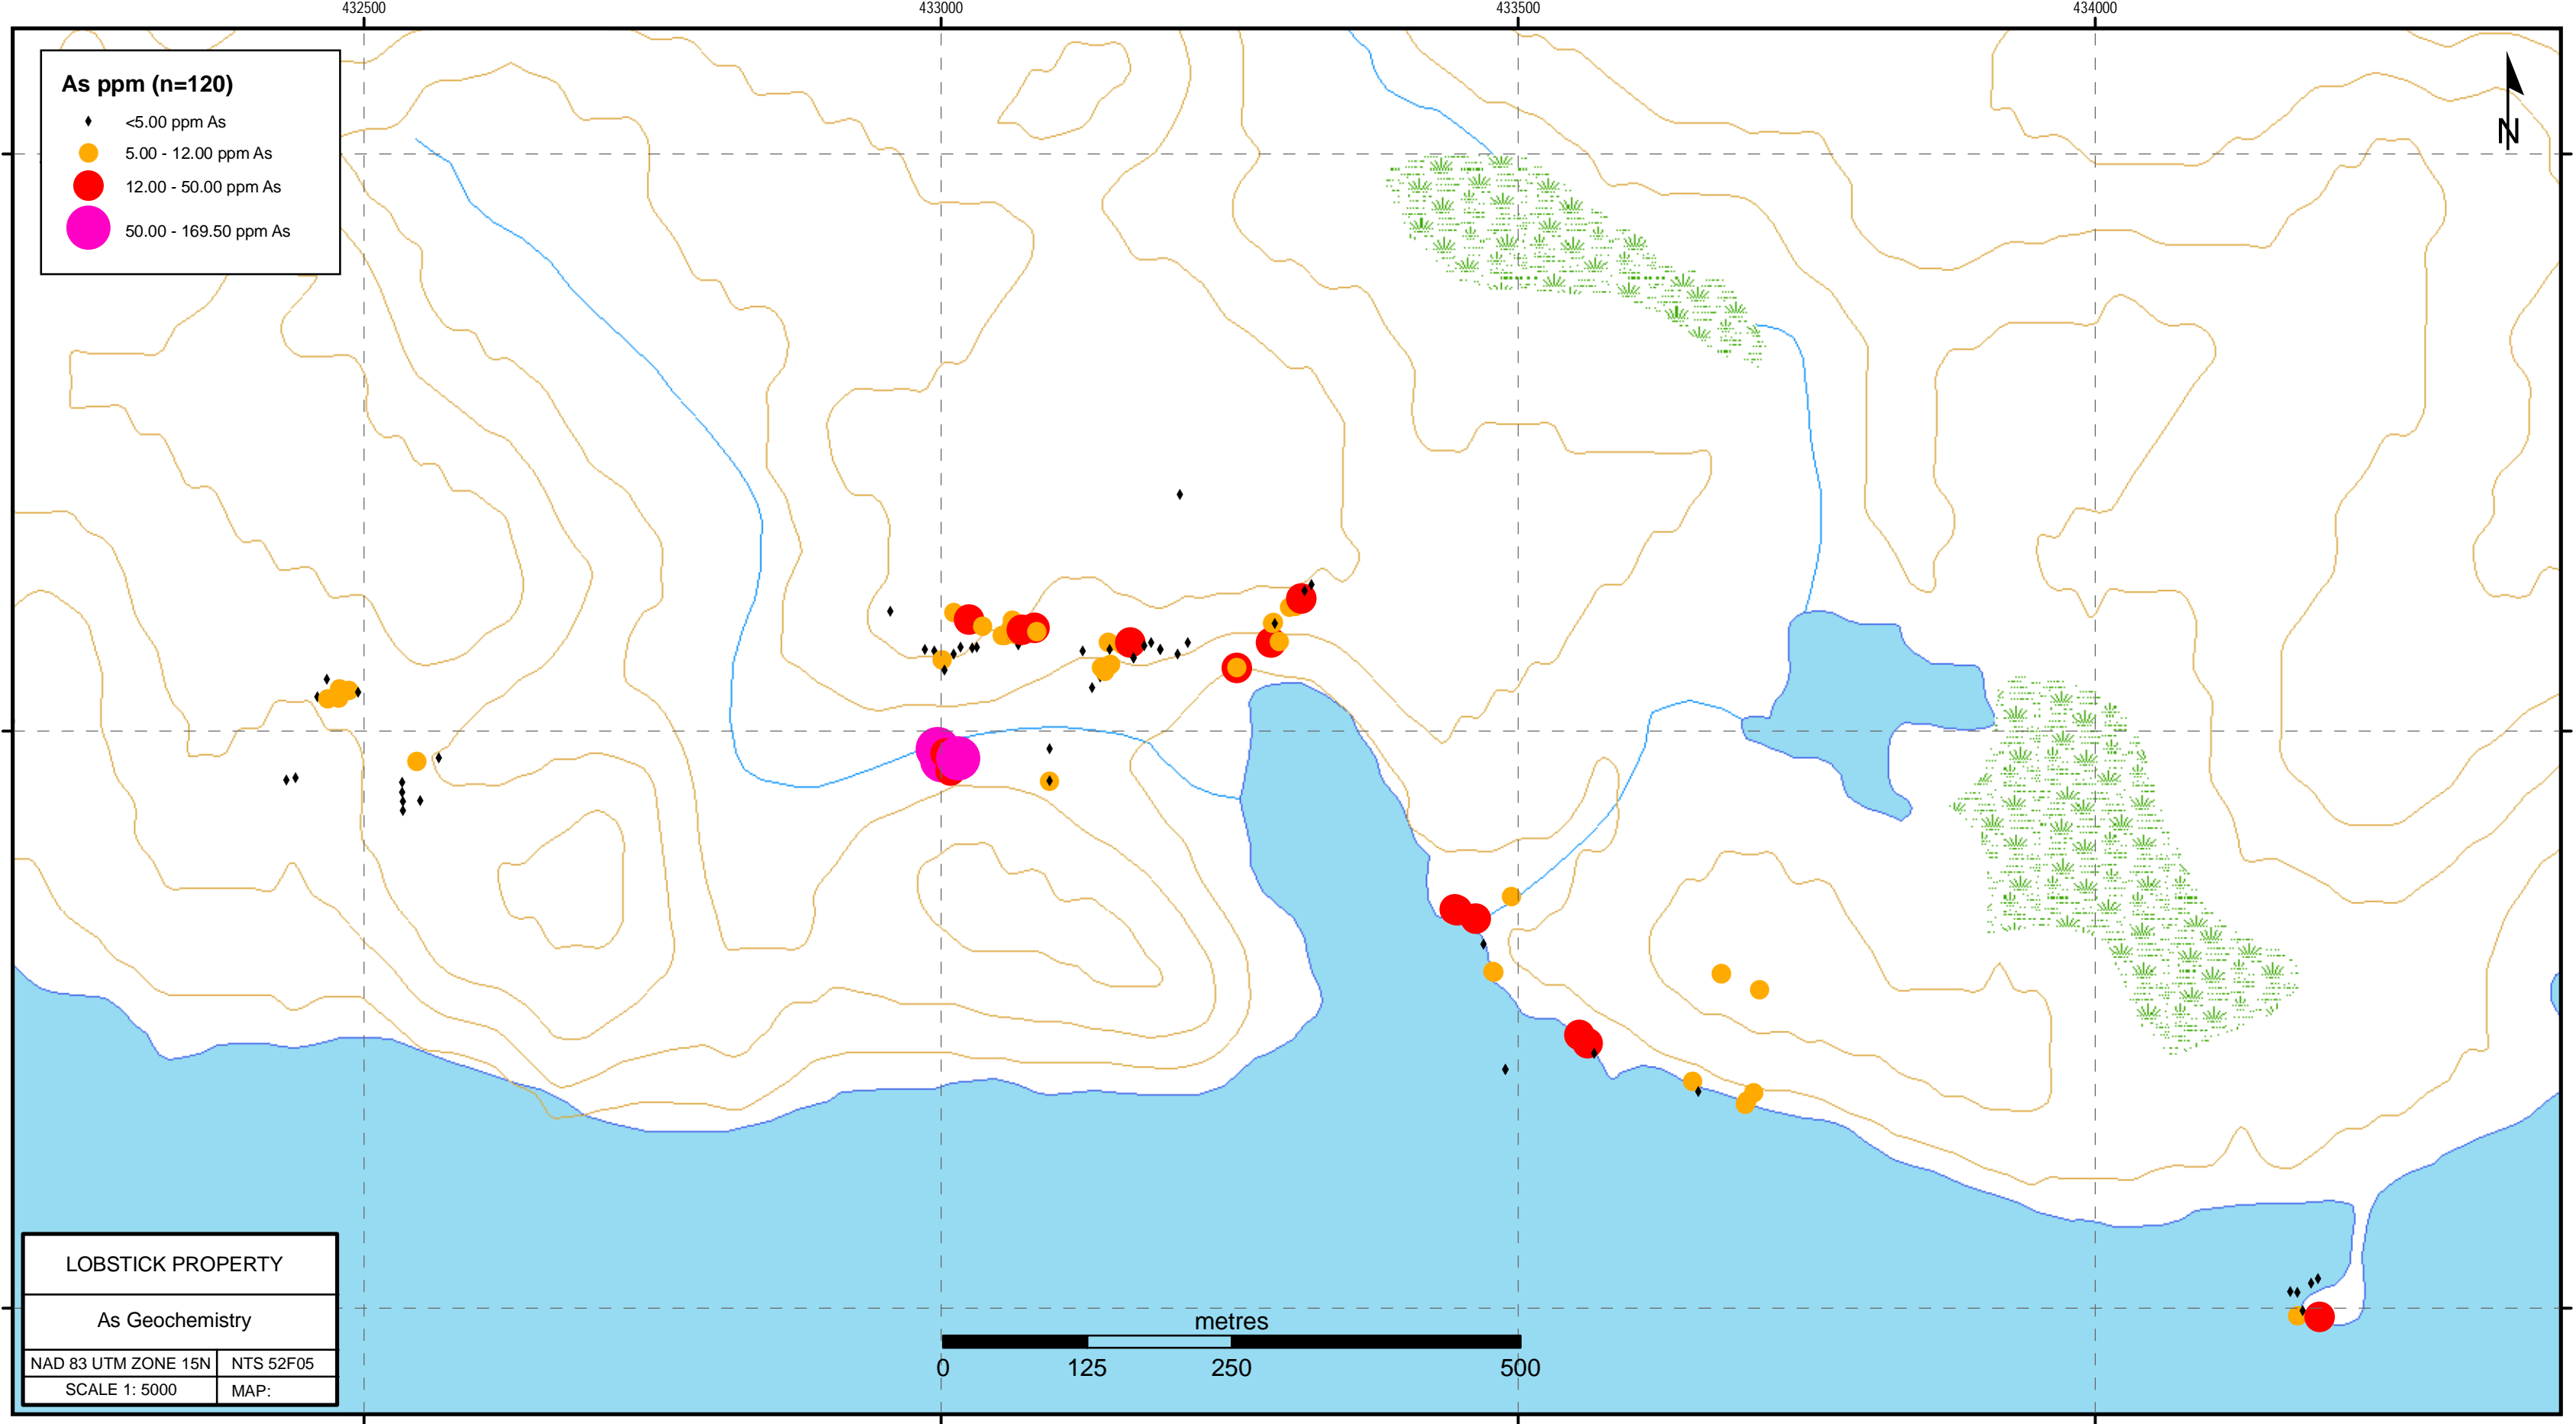 432500 433000 433500 434000
As ppm (n=120)
<5.00 ppm As
5.00 - 12.00 ppm As
12.00 - 50.00 ppm As
50.00 - 169.50 ppm As
N
LOBSTICK PROPERTY
As Geochemistry
NAD 83 UTM ZONE 15N NTS 52F05
SCALE 1: 5000 MAP:
metres
0 125 250 500